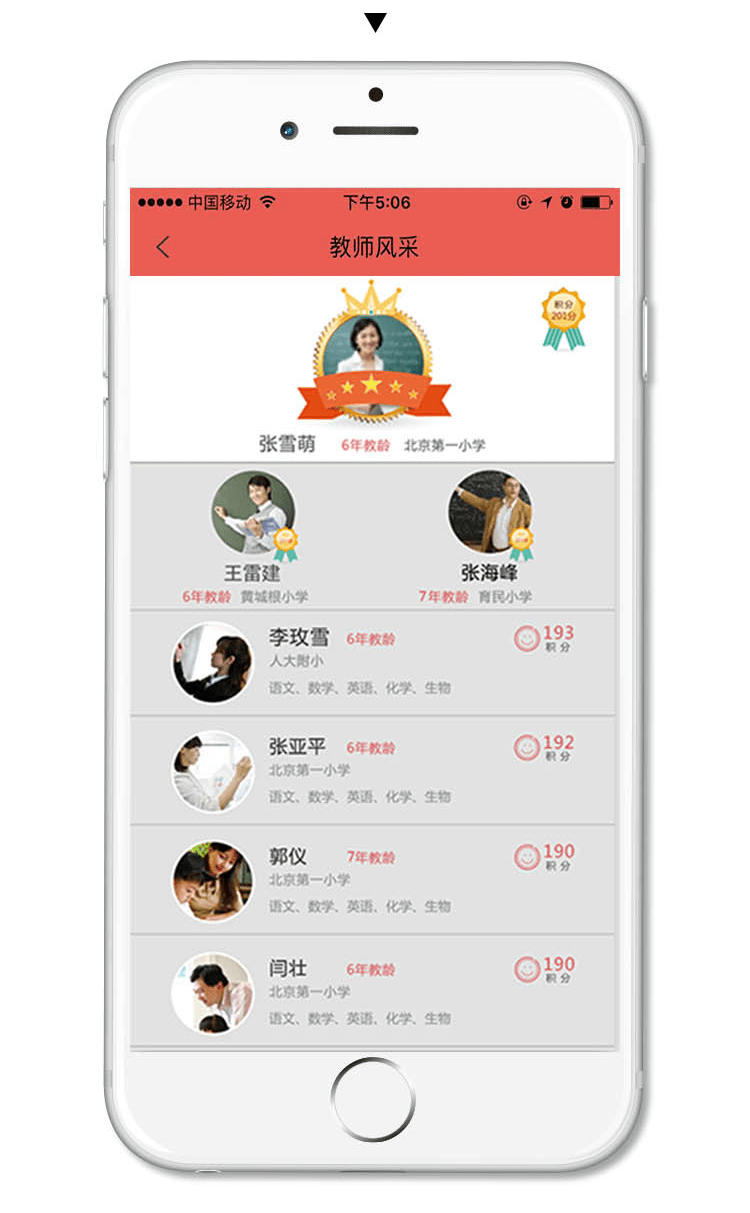 ●●●●● 中国移动 下午5:06
教师风采
积分
201分
张雪萌 6年教龄 北京第一小学
王雷建 张海峰
6年教龄 黄城根小学 7年教龄 育民小学
李玫雪 6年教龄 193
人大附小 积分
语文、数学、英语、化学、生物
张亚平 6年教龄 192
北京第一小学 积分
语文、数学、英语、化学、生物
郭仪 7年教龄 190
北京第一小学 积分
语文、数学、英语、化学、生物
闫壮 6年教龄 190
北京第一小学 积分
语文、数学、英语、化学、生物